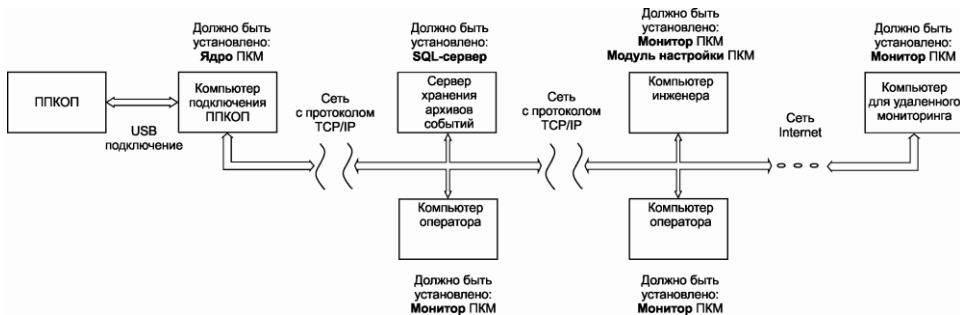 Должно быть
установлено:
Ядро ПКМ
Должно быть
установлено:
SQL-сервер
Должно быть
установлено:
Монитор ПКМ
Модуль настройки ПКМ
Должно быть
установлено:
Монитор ПКМ
ППКОП
USB
подключение
Компьютер
подключения
ППКОП
Сеть
с протоколом
TCP/IP
Сервер
хранения
архивов
событий
Сеть
с протоколом
TCP/IP
Компьютер
инженера
Сеть
Internet
Компьютер
для удаленного
мониторинга
Компьютер
оператора
Должно быть
установлено:
Монитор ПКМ
Компьютер
оператора
Должно быть
установлено:
Монитор ПКМ